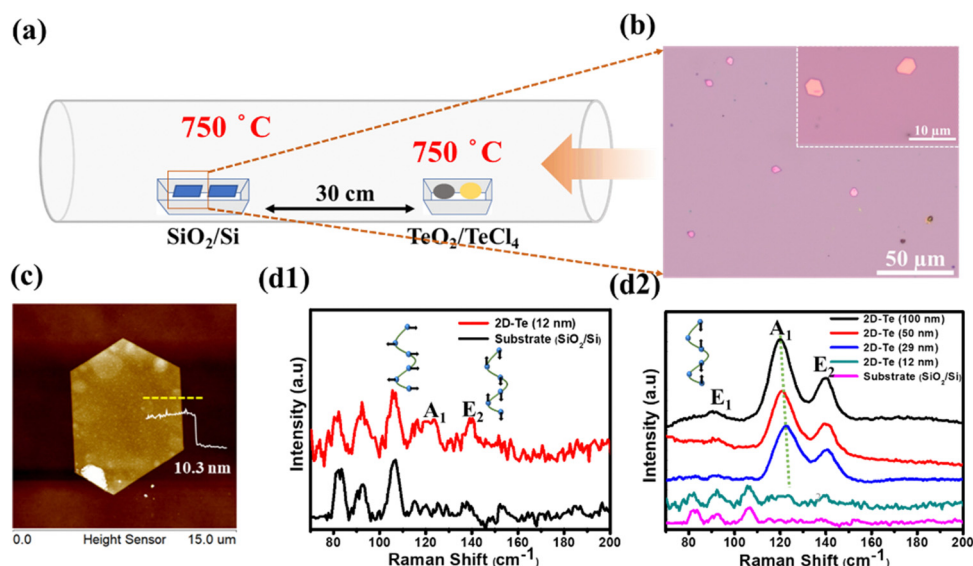 (a)
750 °C
750 °C
30 cm
SiO2/Si
TeO2/TeCl4
(b)
10 μm
50 μm
(c)
10.3 nm
0.0 Height Sensor 15.0 um
(d1)
2D-Te (12 nm)
Substrate (SiO2/Si)
A1
E2
Intensity (a.u)
80 100 120 140 160 180 200
Raman Shift (cm-1)
(d2)
2D-Te (100 nm)
2D-Te (50 nm)
2D-Te (29 nm)
2D-Te (12 nm)
Substrate (SiO2/Si)
A1
E2
E1
Intensity (a.u)
80 100 120 140 160 180 200
Raman Shift (cm-1)